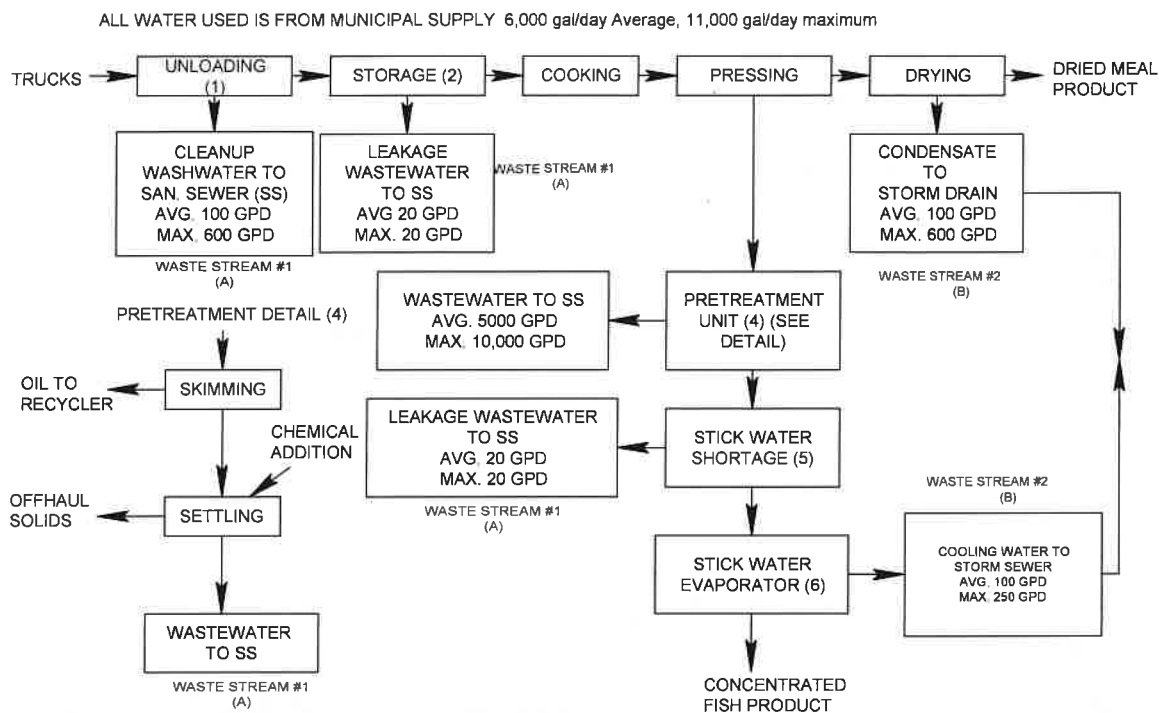 ALL WATER USED IS FROM MUNICIPAL SUPPLY 6,000 gal/day Average, 11,000 gal/day maximum
TRUCKS
UNLOADING
(1)
STORAGE (2)
COOKING
PRESSING
DRYING
DRIED MEAL
PRODUCT
CLEANUP
WASHWATER TO
SAN. SEWER (SS)
AVG. 100 GPD
MAX. 600 GPD
WASTE STREAM #1
(A)
LEAKAGE
WASTEWATER
TO SS
AVG 20 GPD
MAX. 20 GPD
WASTE STREAM #1
(A)
CONDENSATE
TO
STORM DRAIN
AVG. 100 GPD
MAX. 600 GPD
WASTE STREAM #2
(B)
PRETREATMENT DETAIL (4)
WASTEWATER TO SS
AVG. 5000 GPD
MAX. 10,000 GPD
PRETREATMENT
UNIT (4) (SEE
DETAIL)
OIL TO
RECYCLER
SKIMMING
CHEMICAL
ADDITION
LEAKAGE WASTEWATER
TO SS
AVG. 20 GPD
MAX. 20 GPD
WASTE STREAM #1
(A)
STICK WATER
SHORTAGE (5)
OFFHAUL
SOLIDS
SETTLING
WASTE STREAM #2
(B)
STICK WATER
EVAPORATOR (6)
COOLING WATER TO
STORM SEWER
AVG. 100 GPD
MAX. 250 GPD
WASTEWATER
TO SS
WASTE STREAM #1
(A)
CONCENTRATED
FISH PRODUCT